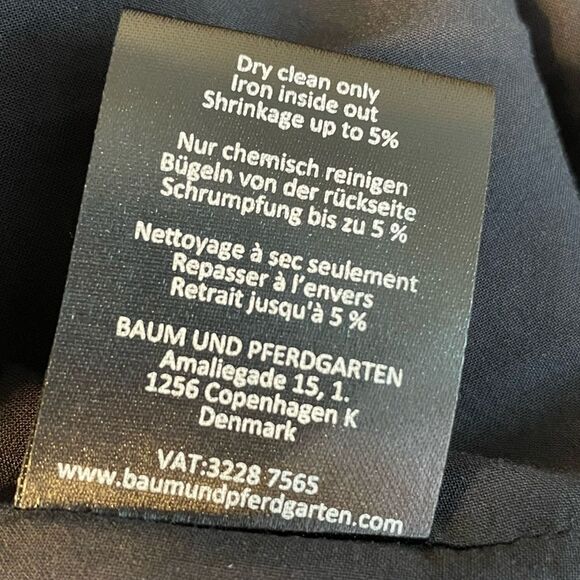 Dry clean only
Iron inside out
Shrinkage up to 5%
Nur chemisch reinigen
Bügeln von der rückseite
Schrumpfung bis zu 5 %
Nettoyage à sec seulement
Repasser à l'envers
Retrait jusqu'à 5 %
BAUM UND PFERDGARTEN
Amaliegade 15, 1.
1256 Copenhagen K
Denmark
VAT:3228 7565
www.baumundpferdgarten.com